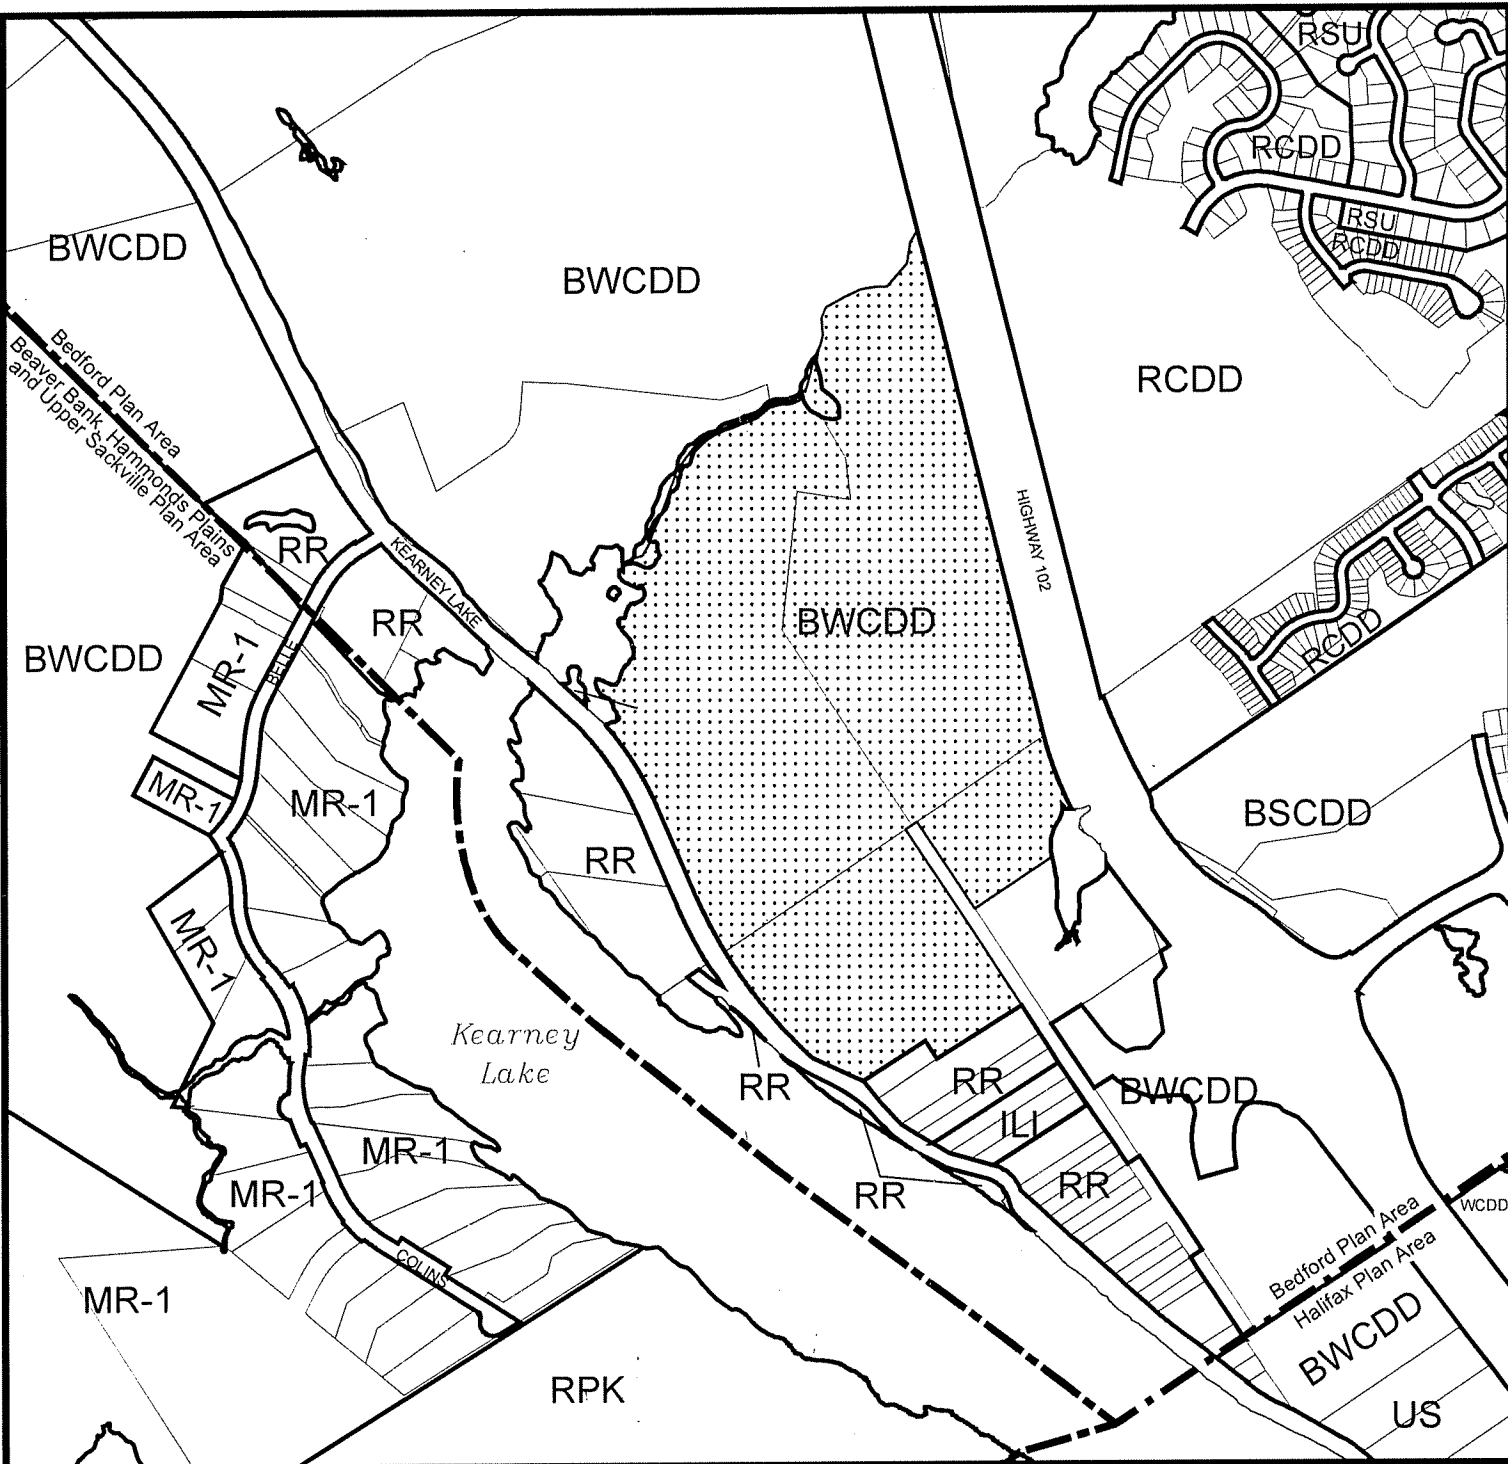 RSU
RCDD
RSU
RCDD
BWCDD
BWCDD
RCDD
Bedford Plan Area
Beaver Bank, Hammonds Plains
and Upper Sackville Plan Area
HIGHWAY 102
RR
KEARNEY LAKE
RR
BWCDD
RCDD
BWCDD
MR-1
BELLE
MR-1
MR-1
BSCDD
RR
MR-1
Kearney
Lake
RR
RR
BWCDD
ILI
MR-1
MR-1
RR
RR
WCDD
Bedford Plan Area
Halifax Plan Area
COLINS
MR-1
BWCDD
RPK
US